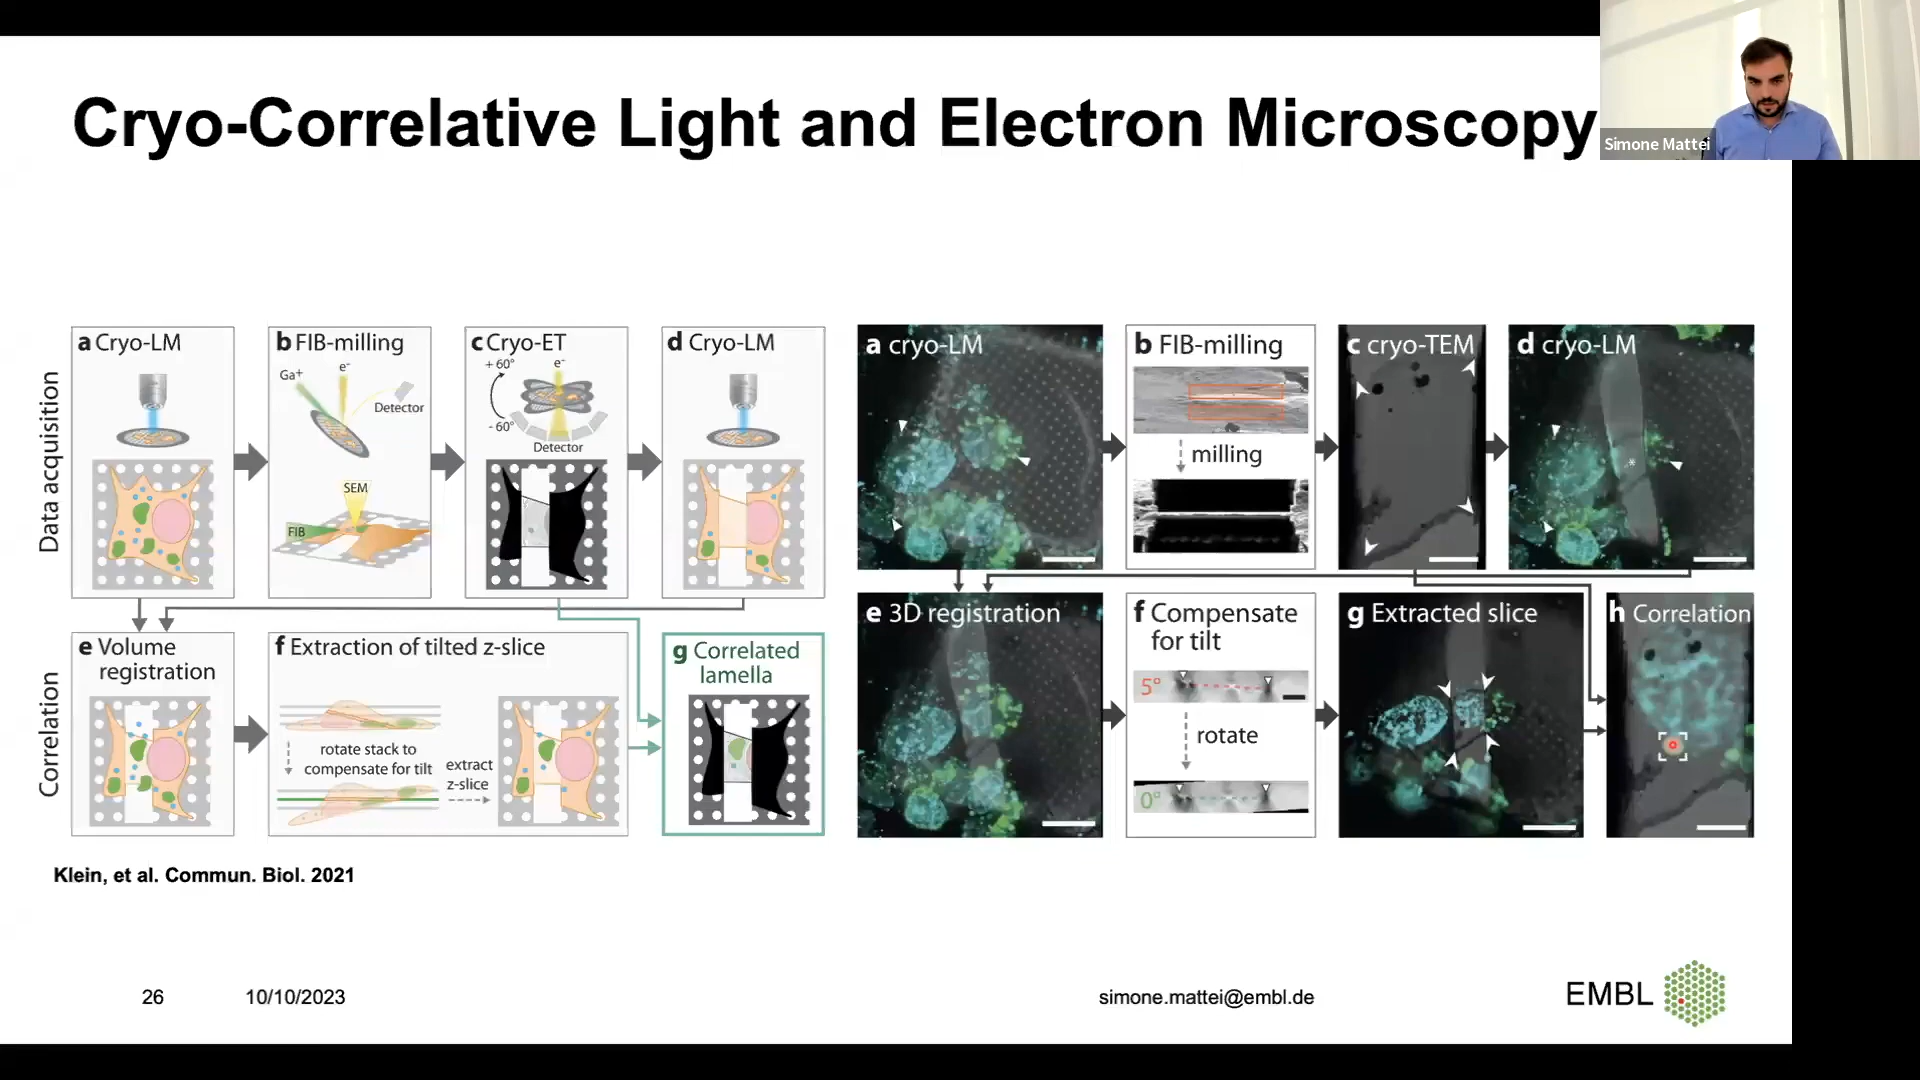 Cryo-Correlative Light and Electron Microscopy
Simone Mattei
Data acquisition
a Cryo-LM
b FIB-milling
Ga+
e-
Detector
SEM
FIB
c Cryo-ET
+ 60°
e-
- 60°
Detector
d Cryo-LM
Correlation
e Volume
registration
f Extraction of tilted z-slice
rotate stack to
compensate for tilt
extract
z-slice
g Correlated
lamella
a cryo-LM
b FIB-milling
milling
c cryo-TEM
d cryo-LM
*
e 3D registration
f Compensate
for tilt
5°
rotate
0°
g Extracted slice
h Correlation
Klein, et al. Commun. Biol. 2021
26
10/10/2023
simone.mattei@embl.de
EMBL